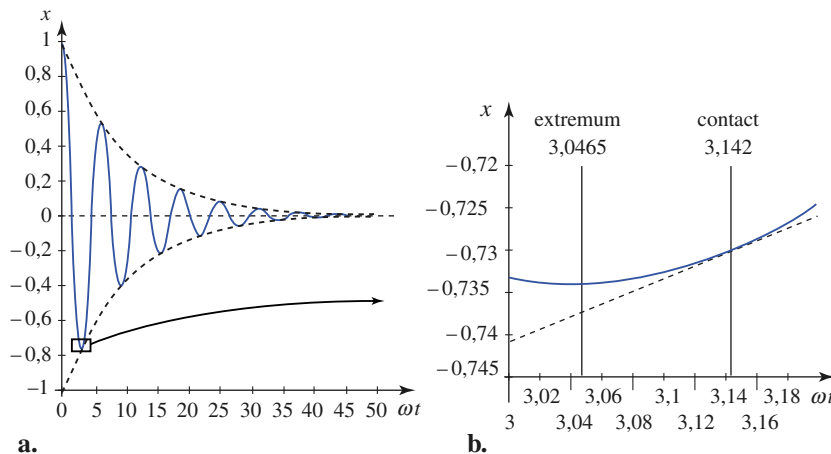 x
1
0,8
0,6
0,4
0,2
0
−0,2
−0,4
−0,6
−0,8
−1
0 5 10 15 20 25 30 35 40 45 50 ωt
a.
x
extremum
3,0465
contact
3,142
−0,72
−0,725
−0,73
−0,735
−0,74
−0,745
3,02 3,06 3,1 3,14 3,18 ωt
3 3,04 3,08 3,12 3,16
b.